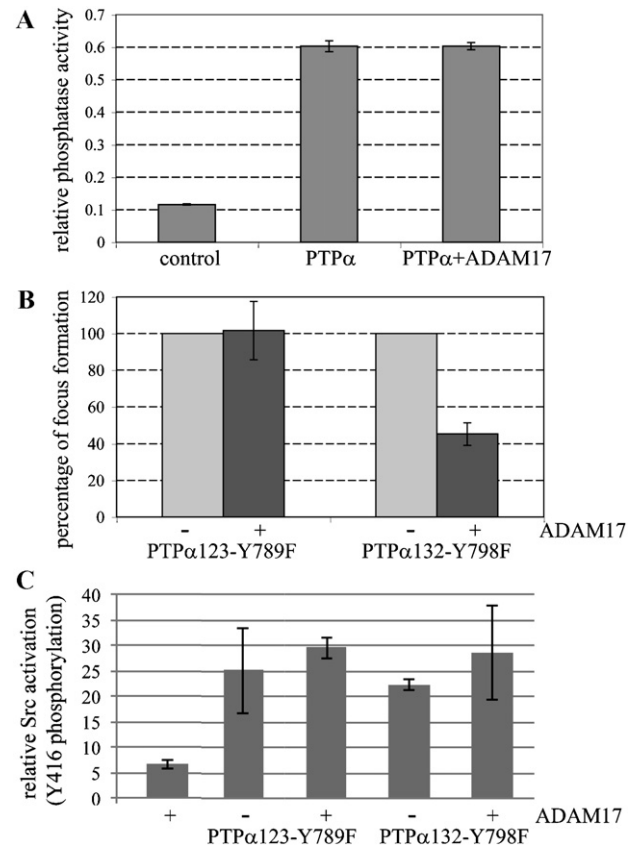 A
relative phosphatase activity
0.7
0.6
0.5
0.4
0.3
0.2
0.1
0
control PTPα PTPα+ADAM17
B
percentage of focus formation
120
100
80
60
40
20
0
- + - + ADAM17
PTPα123-Y789F PTPα132-Y798F
C
relative Src activation
(Y416 phosphorylation)
40
35
30
25
20
15
10
5
0
+ - + - + ADAM17
PTPα123-Y789F PTPα132-Y798F